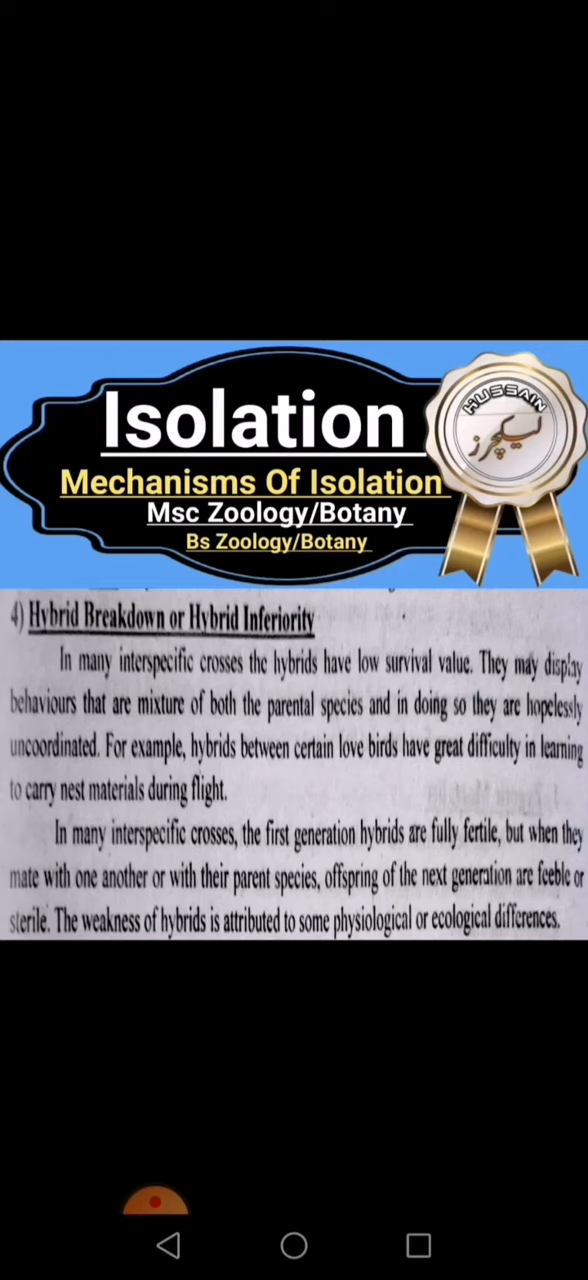 Isolation
Mechanisms Of Isolation
Msc Zoology/Botany
Bs Zoology/Botany
HUSSAIN
لیکچرز
4) Hybrid Breakdown or Hybrid Inferiority
In many interspecific crosses the hybrids have low survival value. They may display
behaviours that are mixture of both the parental species and in doing so they are hopelessly
uncoordinated. For example, hybrids between certain love birds have great difficulty in learning
to carry nest materials during flight.
In many interspecific crosses, the first generation hybrids are fully fertile, but when they
mate with one another or with their parent species, offspring of the next generation are feeble or
sterile. The weakness of hybrids is attributed to some physiological or ecological differences.